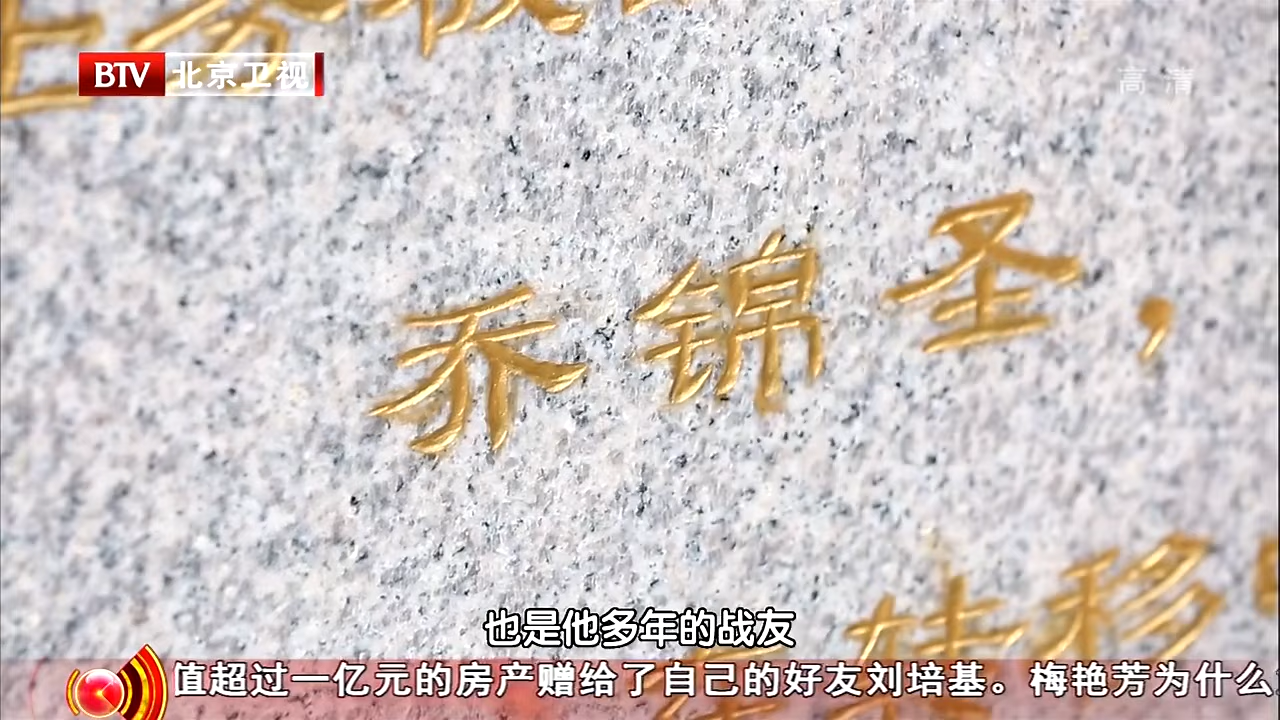 BTV 北京卫视
高清
乔锦圣，
也是他多年的战友
值超过一亿元的房产赠给了自己的好友刘培基。梅艳芳为什么